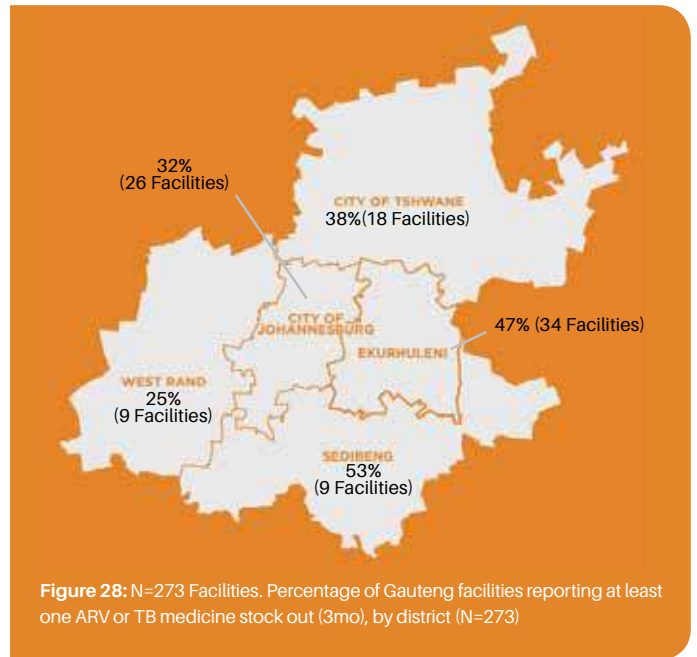 32%
(26 Facilities)
CITY OF TSHWANE
38%(18 Facilities)
CITY OF
JOHANNESBURG
47% (34 Facilities)
EKURHULENI
WEST RAND
25%
(9 Facilities)
SEDIBENG
53%
(9 Facilities)
Figure 28: N=273 Facilities. Percentage of Gauteng facilities reporting at least
one ARV or TB medicine stock out (3mo), by district (N=273)